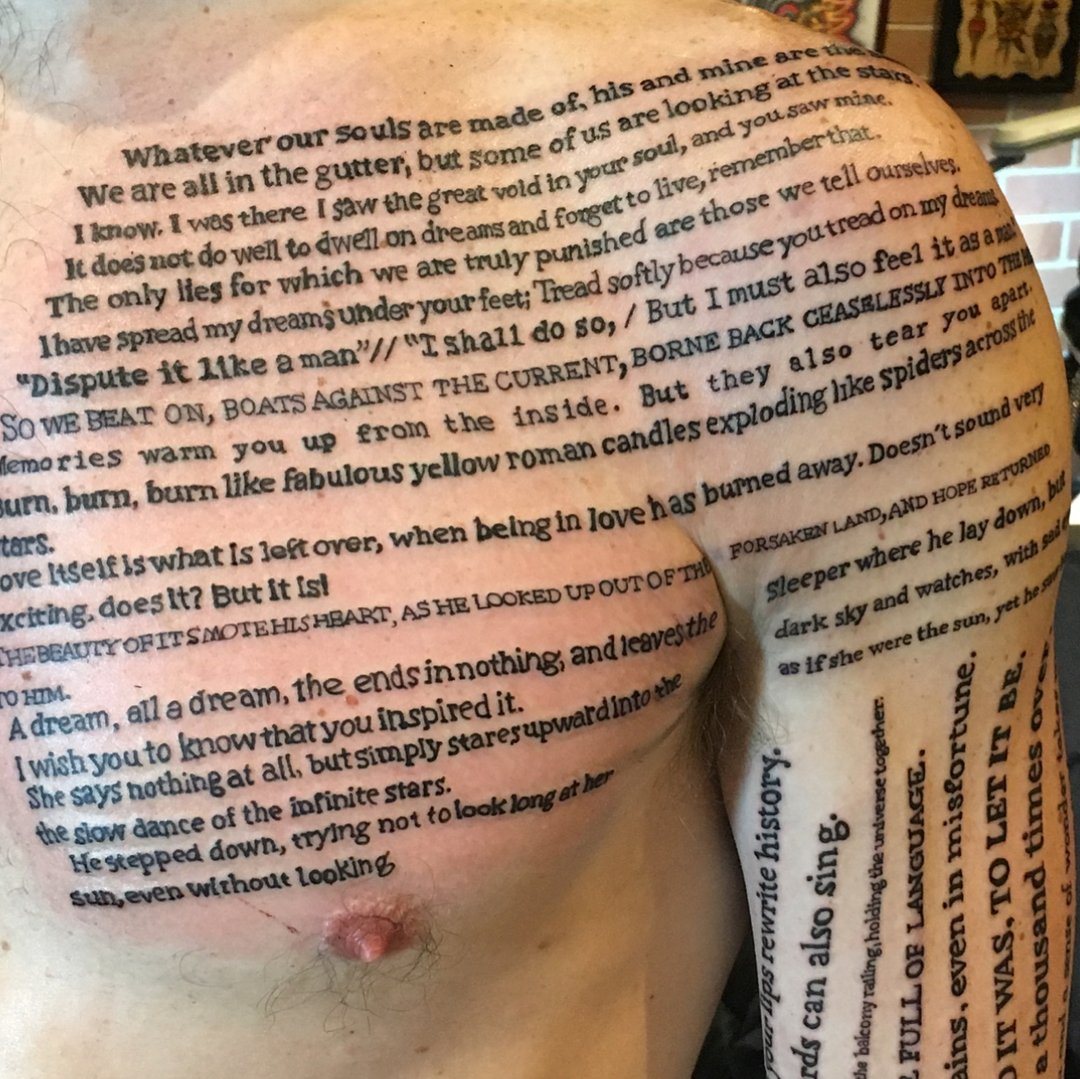 Whatever our souls are made of, his and mine are the
We are all in the gutter, but some of us are looking at the stars.
I know. I was there I saw the great void in your soul, and you saw mine.
It does not do well to dwell on dreams and forget to live, remember that.
The only lies for which we are truly punished are those we tell ourselves.
I have spread my dreams under your feet; Tread softly because you tread on my dreams
"Dispute it like a man"// "I shall do so, / But I must also feel it as a man
SO WE BEAT ON, BOATS AGAINST THE CURRENT, BORNE BACK CEASELESSLY INTO THE
Memories warm you up from the inside. But they also tear you apart.
burn, burn, burn like fabulous yellow roman candles exploding like spiders across the
stars.
ove itself is what is left over, when being in love has burned away. Doesn't sound very
xciting, does it? But it is!
THE BEAUTY OF IT SMOTE HIS HEART, AS HE LOOKED UP OUT OF THE FORSAKEN LAND, AND HOPE RETURNED
TO HIM.
A dream, all a dream, the ends in nothing, and leaves the sleeper where he lay down, but
I wish you to know that you inspired it.
She says nothing at all, but simply stares upward into the dark sky and watches, with sad
the slow dance of the infinite stars.
He stepped down, trying not to look long at her as if she were the sun, yet he saw
sun, even without looking
your lips rewrite history.
rds can also sing.
the balcony railing, holding the universe together.
FULL OF LANGUAGE.
ains, even in misfortune.
IT WAS, TO LET IT BE.
a thousand times over